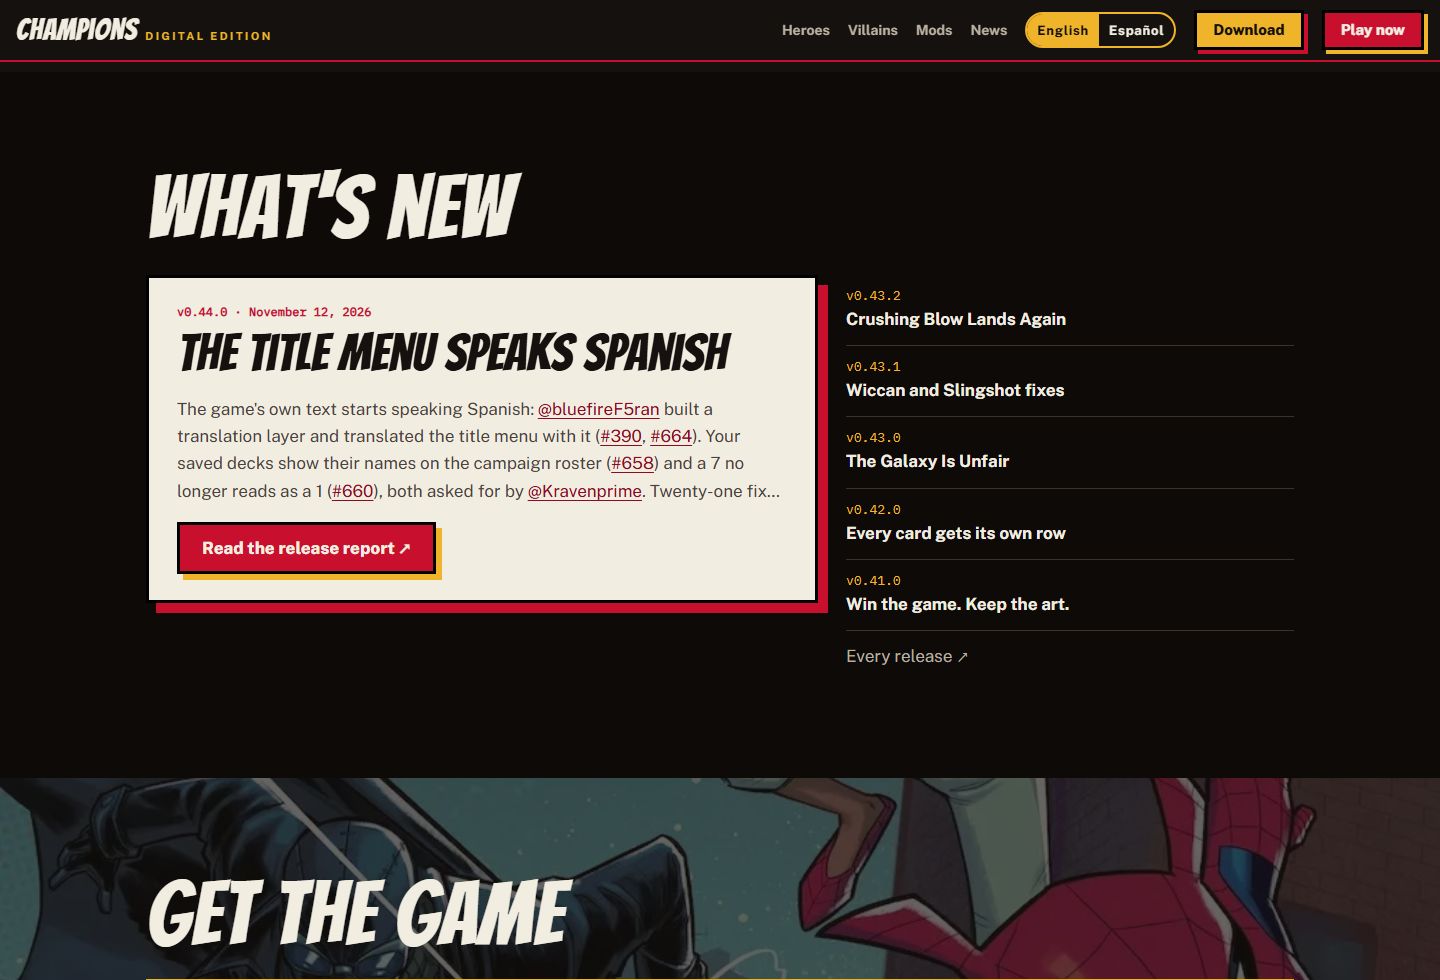 CHAMPIONS DIGITAL EDITION
Heroes Villains Mods News English Español Download Play now
WHAT'S NEW
v0.44.0 · November 12, 2026
THE TITLE MENU SPEAKS SPANISH
The game's own text starts speaking Spanish: @bluefireF5ran built a
translation layer and translated the title menu with it (#390, #664). Your
saved decks show their names on the campaign roster (#658) and a 7 no
longer reads as a 1 (#660), both asked for by @Kravenprime. Twenty-one fix...
Read the release report ↗
v0.43.2
Crushing Blow Lands Again
v0.43.1
Wiccan and Slingshot fixes
v0.43.0
The Galaxy Is Unfair
v0.42.0
Every card gets its own row
v0.41.0
Win the game. Keep the art.
Every release ↗
GET THE GAME